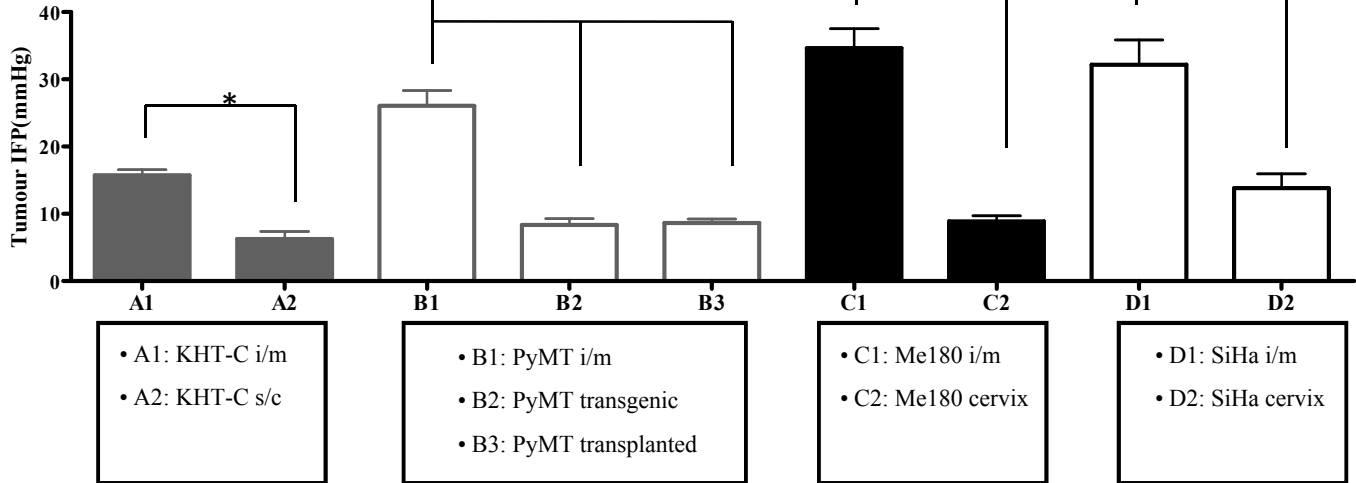 40
30
20
10
0
Tumour IFP(mmHg)
*
A1 A2 B1 B2 B3 C1 C2 D1 D2
• A1: KHT-C i/m
• A2: KHT-C s/c
• B1: PyMT i/m
• B2: PyMT transgenic
• B3: PyMT transplanted
• C1: Me180 i/m
• C2: Me180 cervix
• D1: SiHa i/m
• D2: SiHa cervix